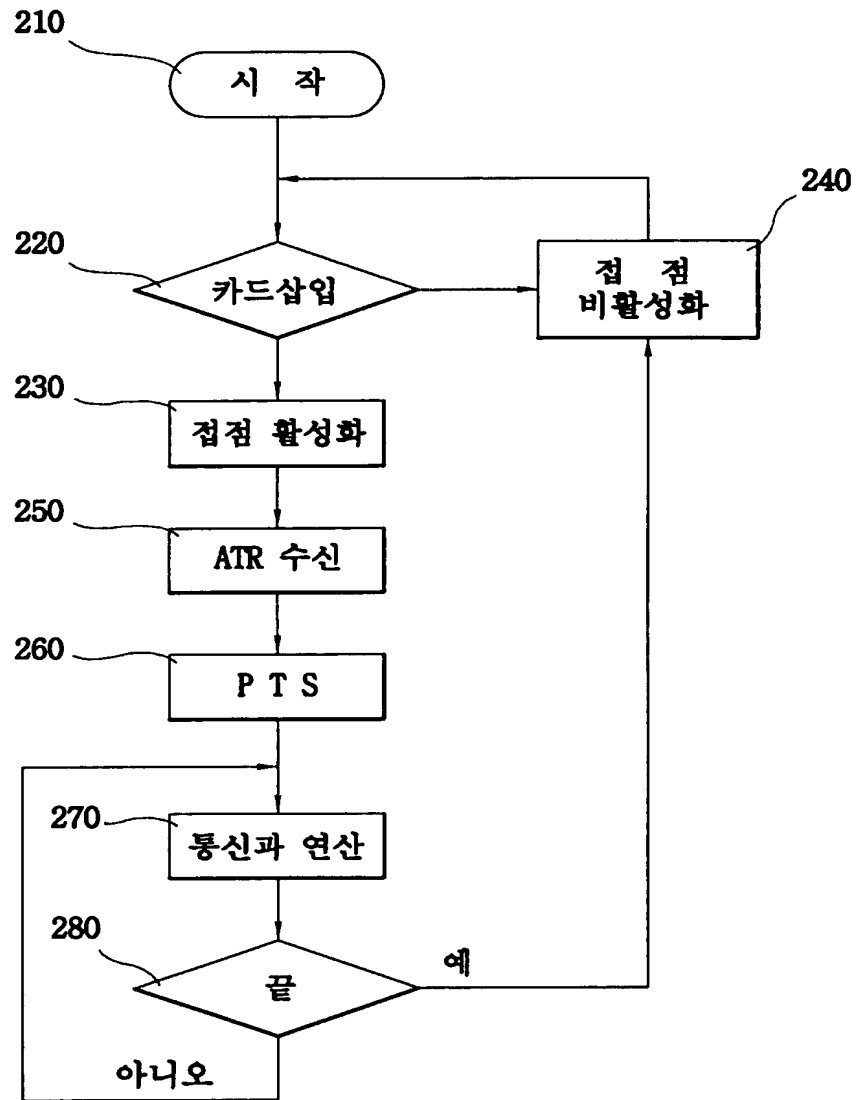 210
시 작
240
220
카드삽입
접 점
비활성화
230
접점 활성화
250
ATR 수신
260
P T S
270
통신과 연산
280
끝
예
아니오